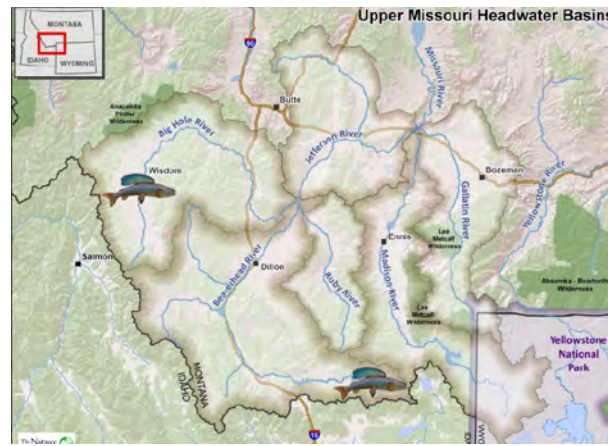 Upper Missouri Headwater Basins
MONTANA
IDAHO
WYOMING
90
Missouri River
Anaconda
Pintler
Wilderness
Butte
Big Hole River
Jefferson River
Wisdom
Bozeman
Gallatin River
Yellowstone River
Lee
Metcalf
Wilderness
Ennis
Salmon
Dillon
Beaverhead River
Ruby River
Madison River
Absaroka - Beartooth
Wilderness
Lee
Metcalf
Wilderness
Yellowstone
National
Park
MONTANA
IDAHO
15
The Nature